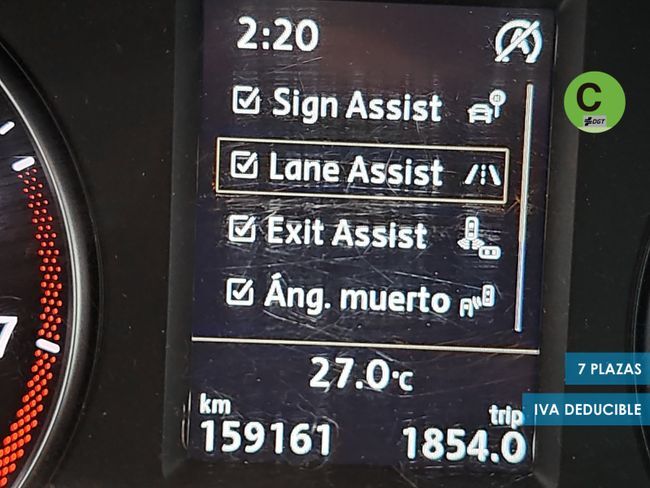 2:20
Sign Assist
C
DGT
Lane Assist
Exit Assist
Áng. muerto
7
27.0°C
7 PLAZAS
km
trip
IVA DEDUCIBLE
159161
1854.0